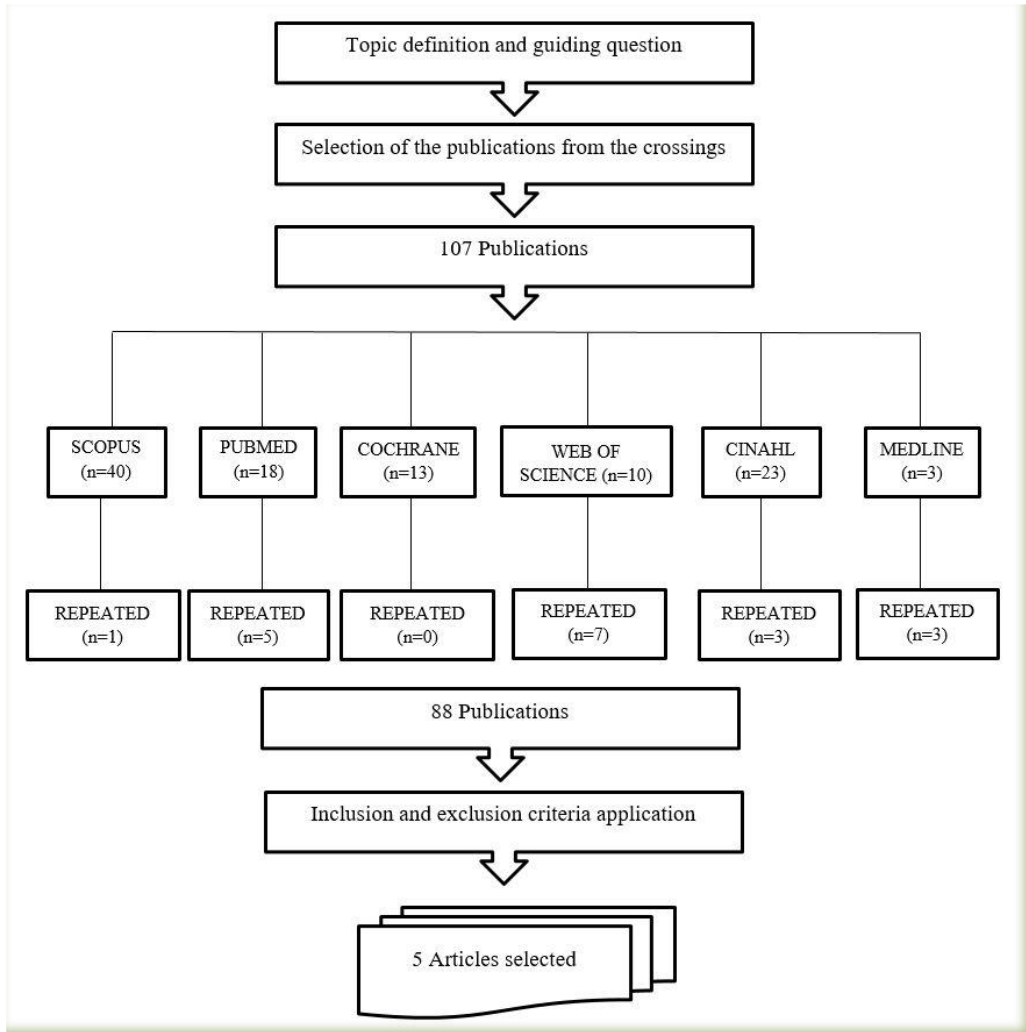 Topic definition and guiding question
Selection of the publications from the crossings
107 Publications
SCOPUS
(n=40)
PUBMED
(n=18)
COCHRANE
(n=13)
WEB OF
SCIENCE (n=10)
CINAHL
(n=23)
MEDLINE
(n=3)
REPEATED
(n=1)
REPEATED
(n=5)
REPEATED
(n=0)
REPEATED
(n=7)
REPEATED
(n=3)
REPEATED
(n=3)
88 Publications
Inclusion and exclusion criteria application
5 Articles selected